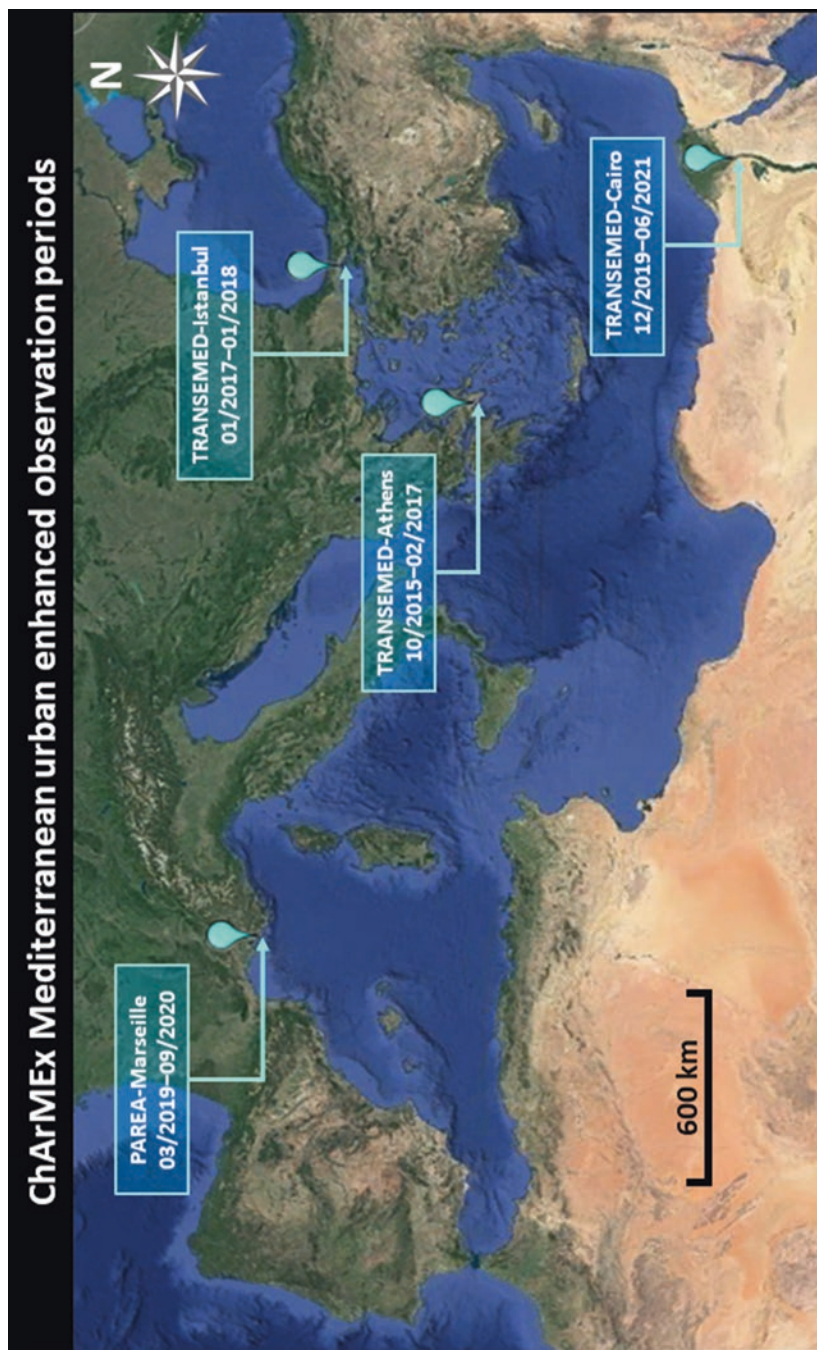 ChArMEx Mediterranean urban enhanced observation periods
N
PAREA-Marseille
03/2019–09/2020
TRANSEMED-Istanbul
01/2017–01/2018
TRANSEMED-Athens
10/2015–02/2017
TRANSEMED-Cairo
12/2019–06/2021
600 km